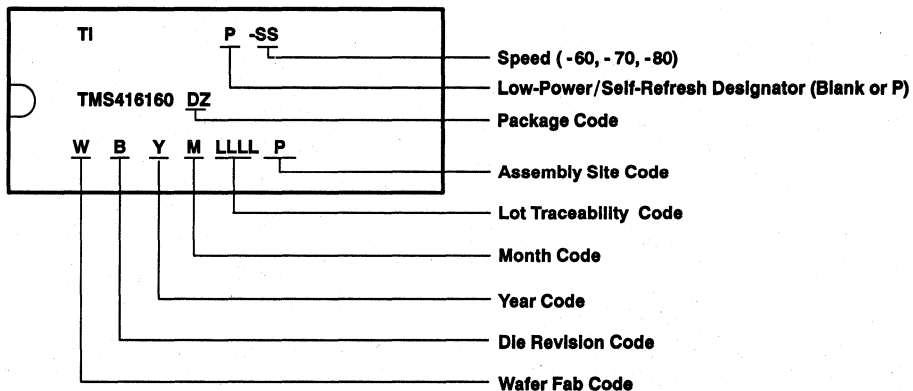 TI P -SS
Speed ( -60, - 70, -80)
Low-Power/Self-Refresh Designator (Blank or P)
TMS416160 DZ
Package Code
W B Y M LLLL P
Assembly Site Code
Lot Traceability Code
Month Code
Year Code
Die Revision Code
Wafer Fab Code